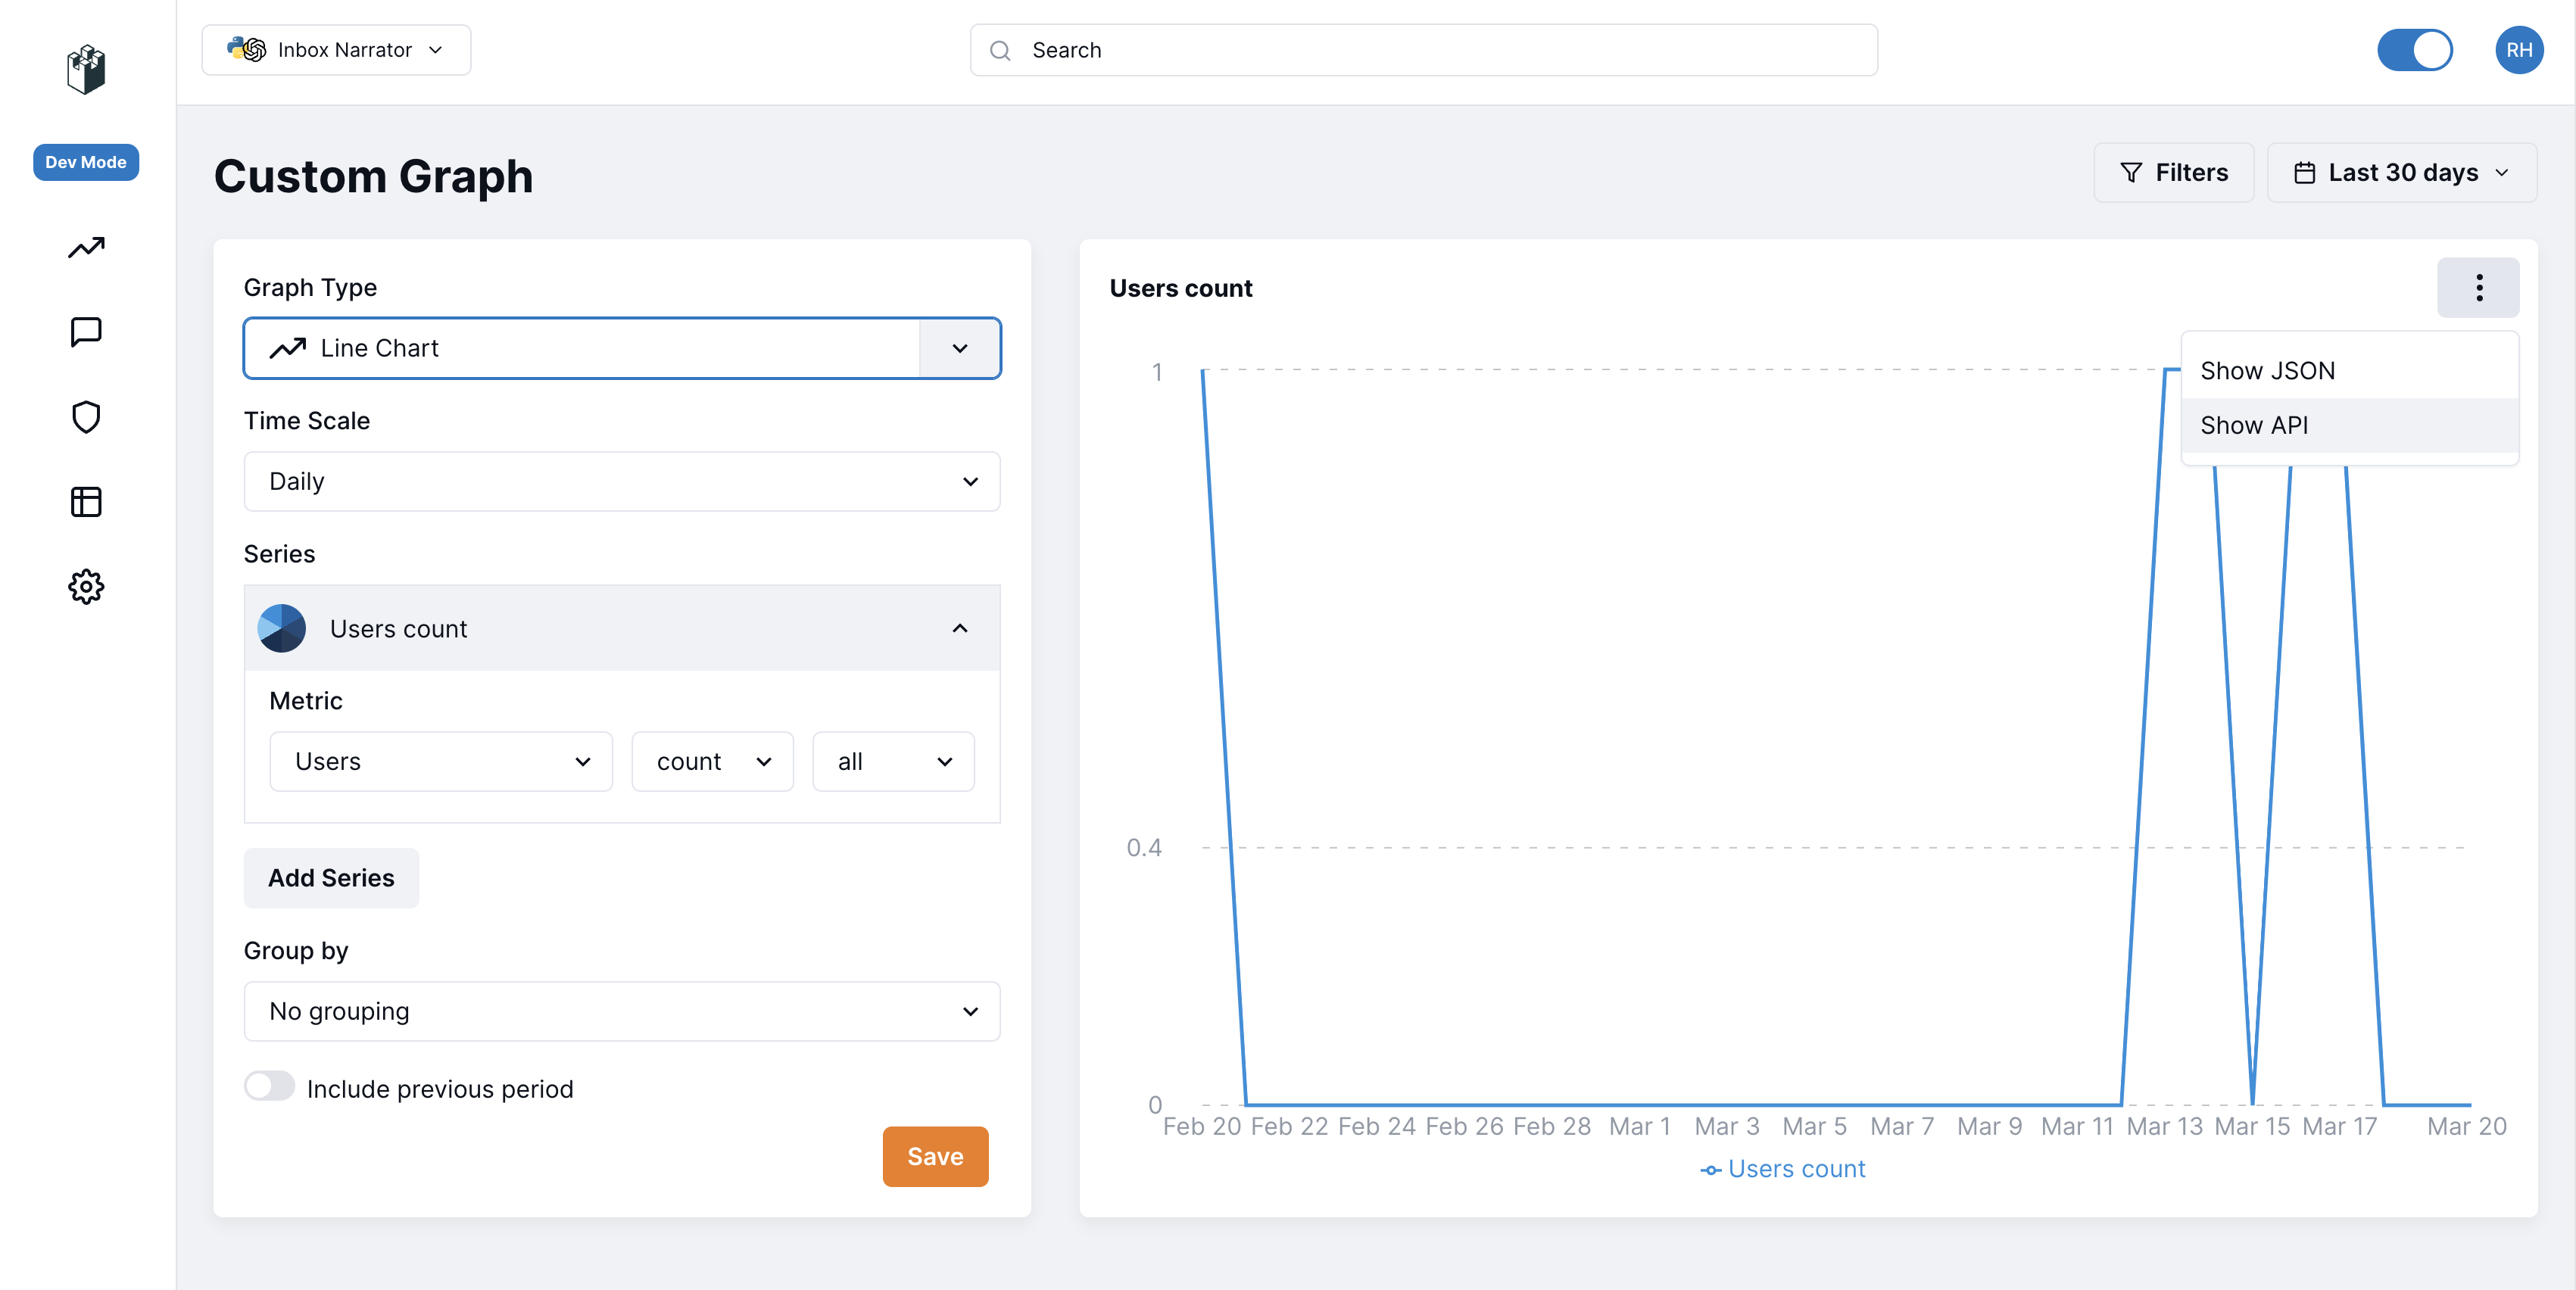 Inbox Narrator
Search
RH
Dev Mode
Custom Graph
Filters
Last 30 days
Graph Type
Line Chart
Time Scale
Daily
Series
Users count
Metric
Users
count
all
Add Series
Group by
No grouping
Include previous period
Save
Users count
Show JSON
Show API
1
0.4
0
Feb 20 Feb 22 Feb 24 Feb 26 Feb 28 Mar 1 Mar 3 Mar 5 Mar 7 Mar 9 Mar 11 Mar 13 Mar 15 Mar 17 Mar 20
Users count